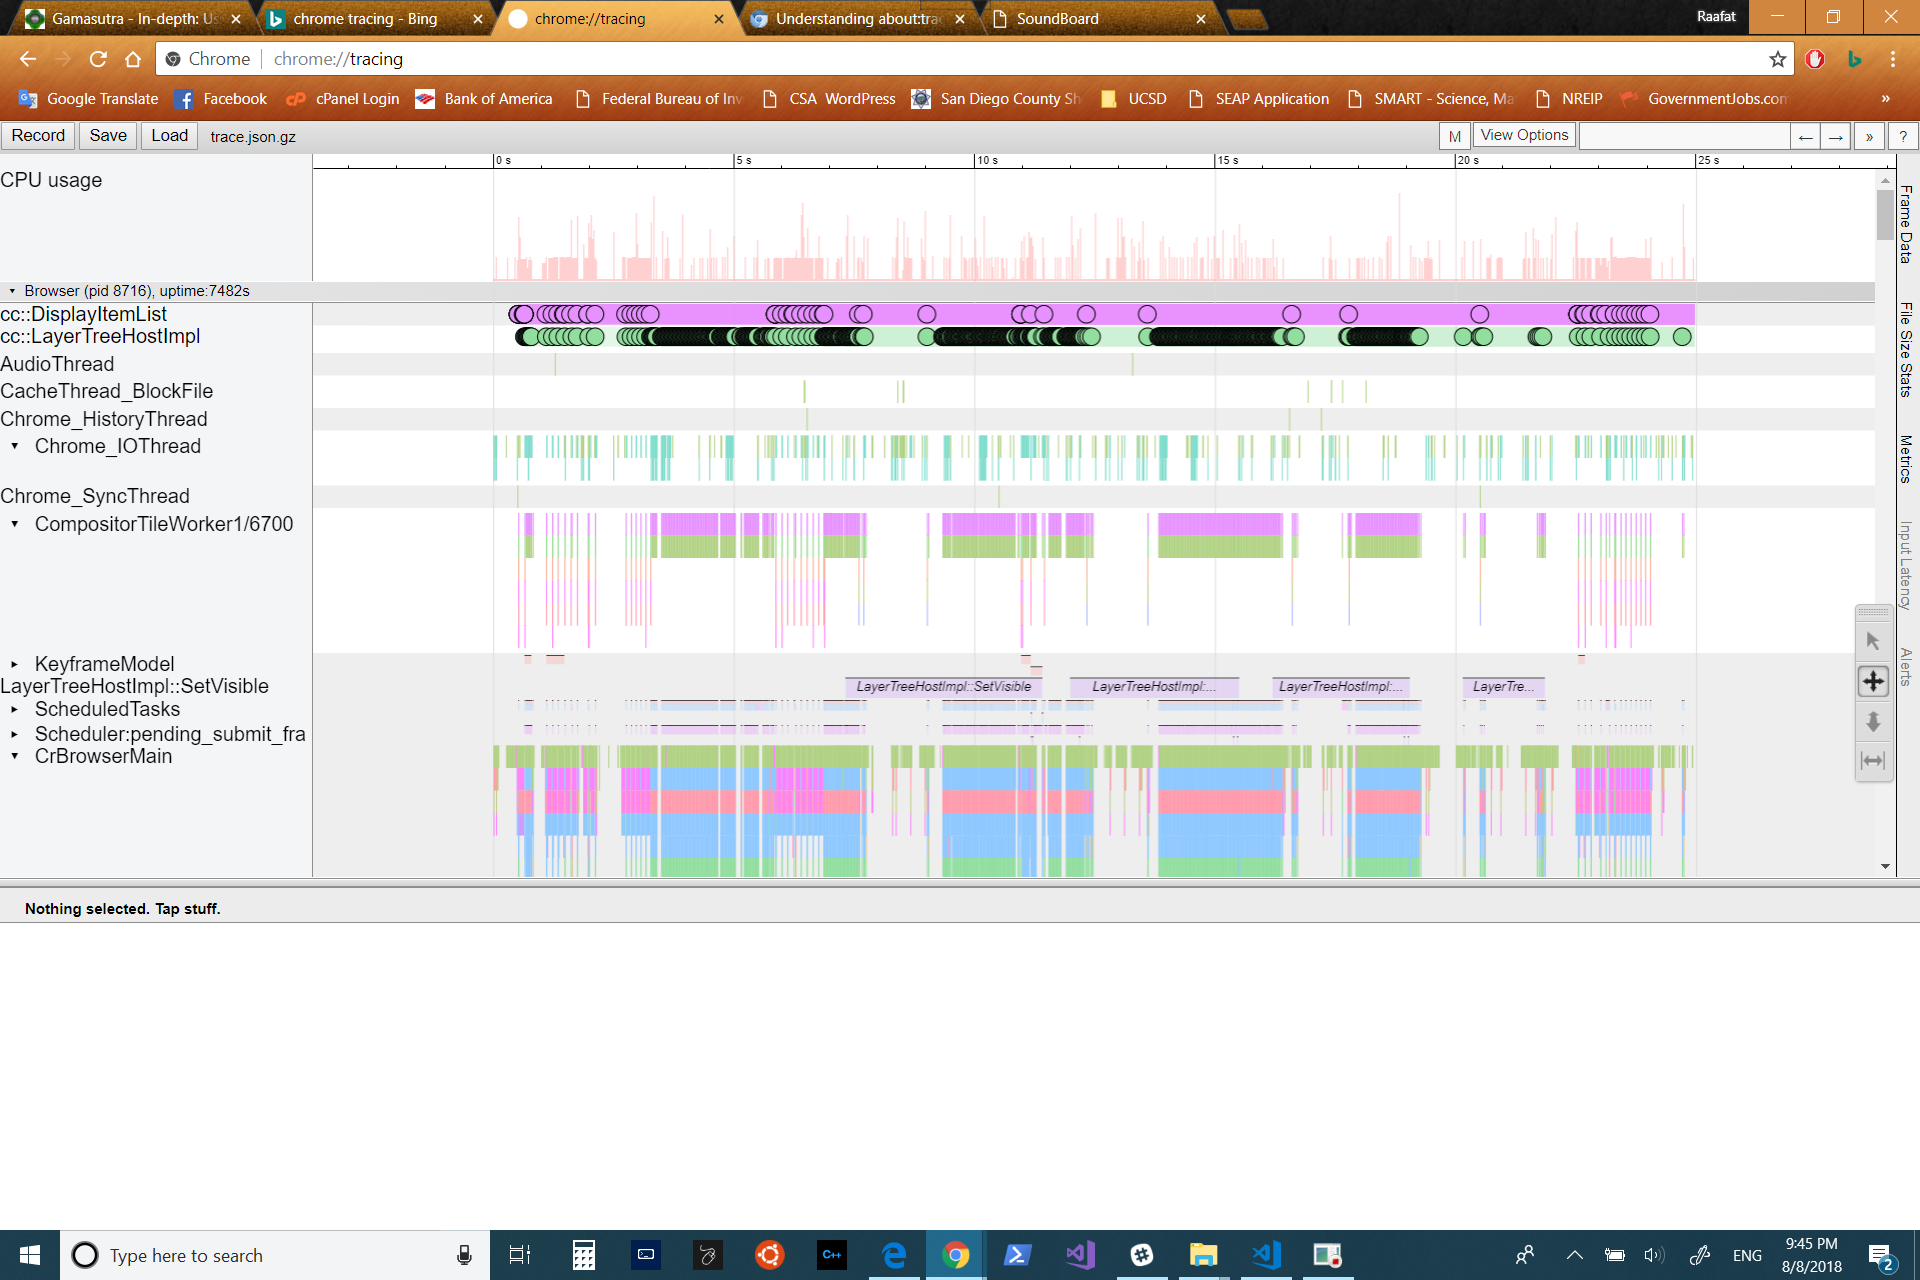 Gamasutra - In-depth: Us
chrome tracing - Bing
chrome://tracing
Understanding about:tra
SoundBoard
Raafat
Chrome
chrome://tracing
Google Translate
Facebook
cPanel Login
Bank of America
Federal Bureau of Inv
CSA WordPress
San Diego County Sh
UCSD
SEAP Application
SMART - Science, Ma
NREIP
GovernmentJobs.com
»
Record
Save
Load
trace.json.gz
M
View Options
←
→
»
?
0 s
5 s
10 s
15 s
20 s
25 s
CPU usage
Browser (pid 8716), uptime:7482s
cc::DisplayItemList
cc::LayerTreeHostImpl
AudioThread
CacheThread_BlockFile
Chrome_HistoryThread
Chrome_IOThread
Chrome_SyncThread
CompositorTileWorker1/6700
KeyframeModel
LayerTreeHostImpl::SetVisible
LayerTreeHostImpl::SetVisible
LayerTreeHostImpl:...
LayerTreeHostImpl:...
LayerTre...
ScheduledTasks
Scheduler:pending_submit_fra
CrBrowserMain
Frame Data
File Size Stats
Metrics
Input Latency
Alerts
Nothing selected. Tap stuff.
Type here to search
C++
ENG
9:45 PM
8/8/2018
2